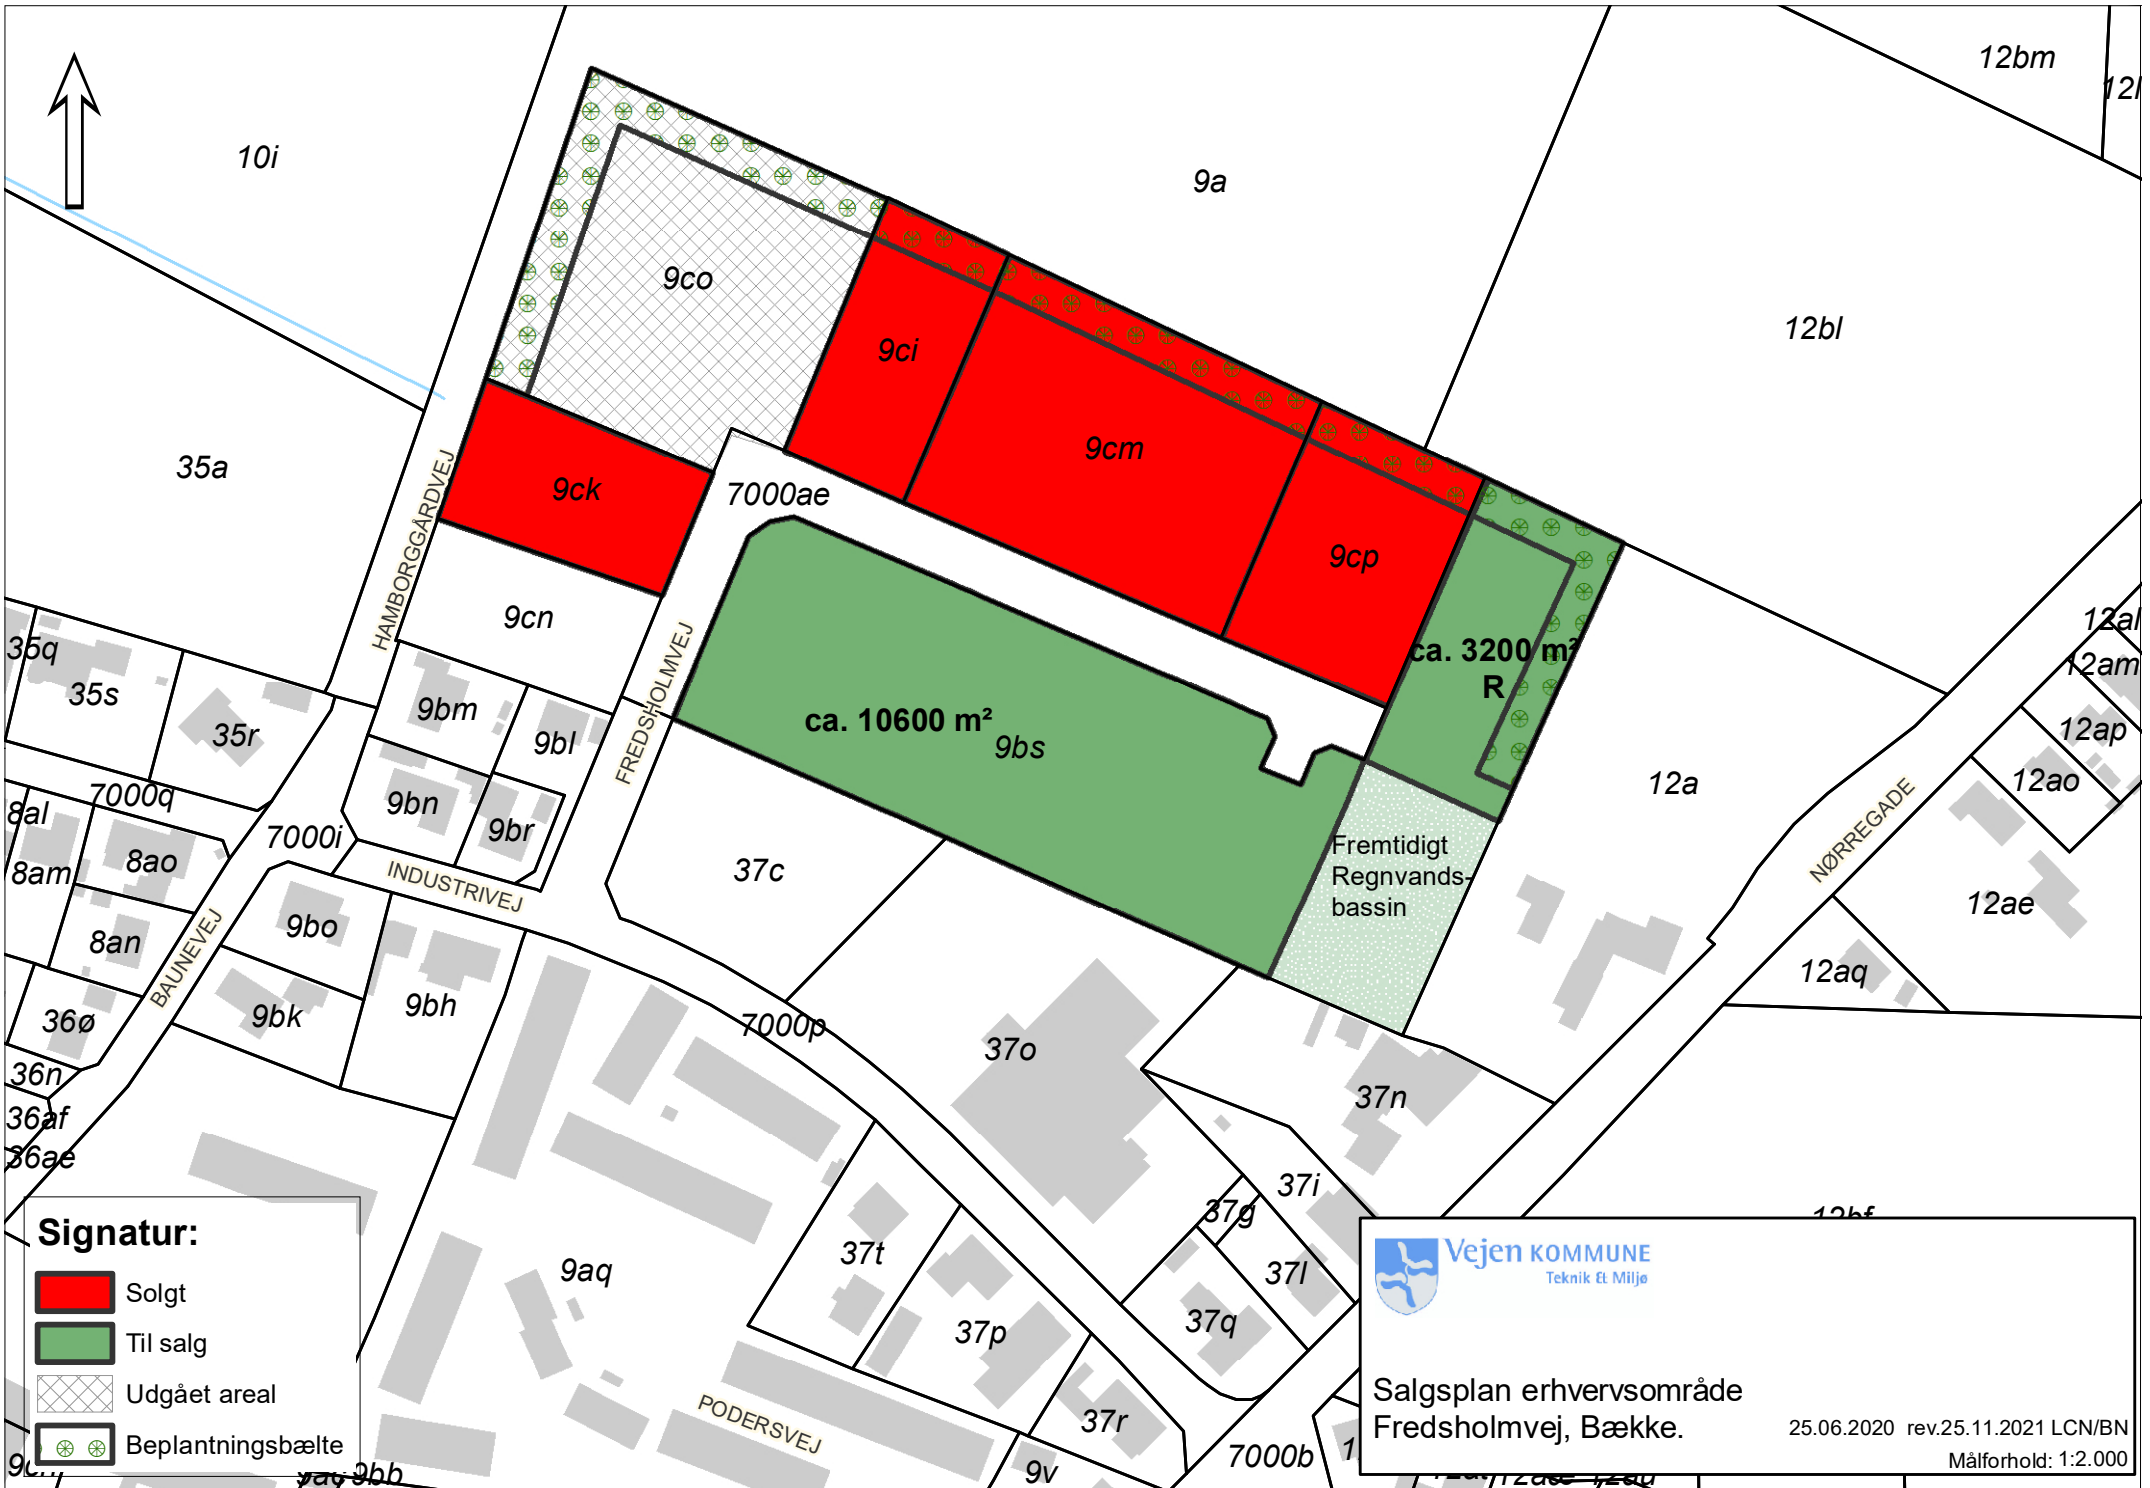 12bm
10i
9a
9co
12bl
9ci
35a
9cm
9ck
7000ae
HAMBORGGÅRDVEJ
9cp
9cn
12al
35q
ca. 3200 m²
R
12am
35s
FREDSHOLMVEJ
9bm
ca. 10600 m²
9bs
35r
9bl
12ap
12a
12ao
7000q
9bn
8al
9br
7000i
NØRREGADE
Fremtidigt
Regnvands-
bassin
8ao
8am
37c
INDUSTRIVEJ
12ae
9bo
8an
BAUNEVEJ
12aq
9bk
9bh
36ø
7000p
37o
36n
37n
36af
36ae
37i
37g
12bf
Signatur:
Solgt
Til salg
Udgået areal
Beplantningsbælte
9aq
37t
37l
37q
37p
PODERSVEJ
37r
9v
7000b
9bb
Vejen KOMMUNE
Teknik & Miljø
Salgsplan erhvervsområde
Fredsholmvej, Bække.
25.06.2020 rev.25.11.2021 LCN/BN
Målforhold: 1:2.000